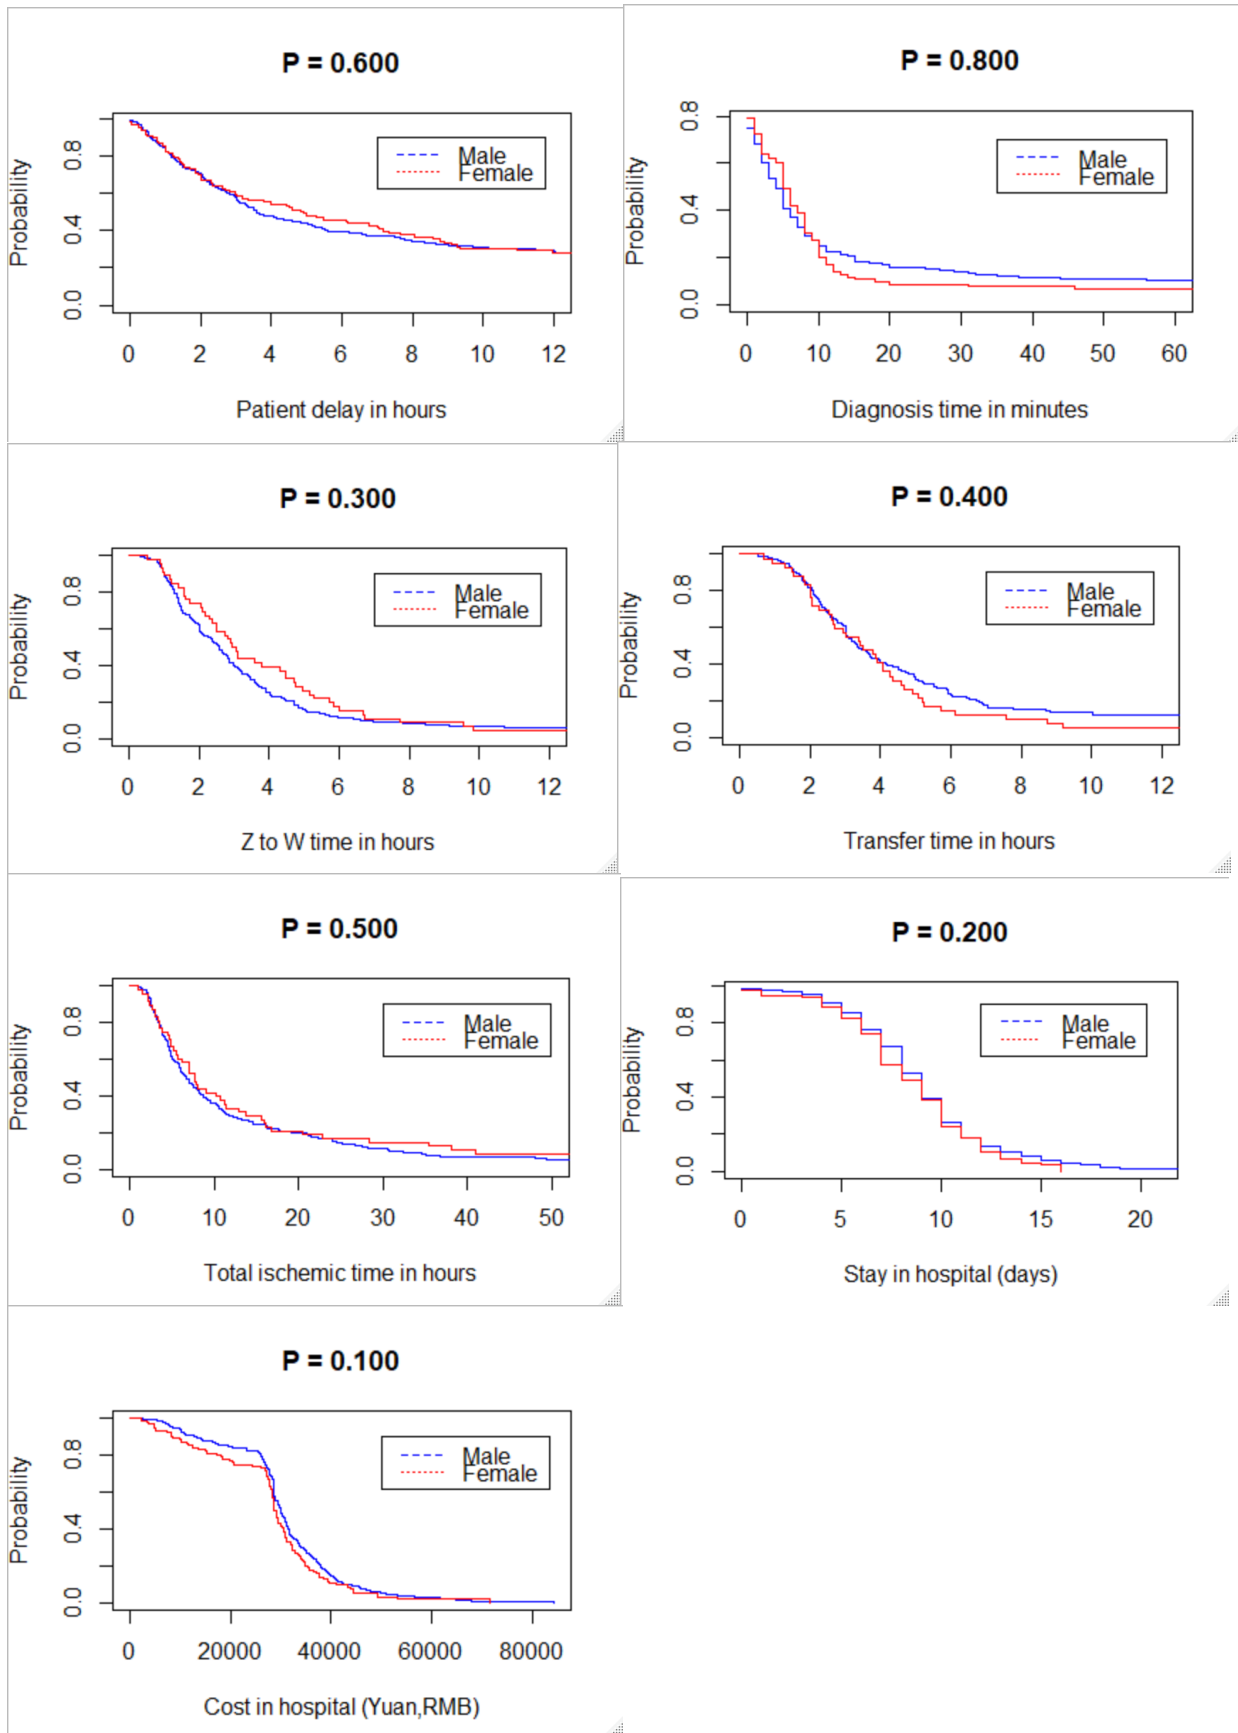 P = 0.600
Probability
0.0 0.4 0.8
Male
Female
0 2 4 6 8 10 12
Patient delay in hours
P = 0.800
Probability
0.0 0.4 0.8
Male
Female
0 10 20 30 40 50 60
Diagnosis time in minutes
P = 0.300
Probability
0.0 0.4 0.8
Male
Female
0 2 4 6 8 10 12
Z to W time in hours
P = 0.400
Probability
0.0 0.4 0.8
Male
Female
0 2 4 6 8 10 12
Transfer time in hours
P = 0.500
Probability
0.0 0.4 0.8
Male
Female
0 10 20 30 40 50
Total ischemic time in hours
P = 0.200
Probability
0.0 0.4 0.8
Male
Female
0 5 10 15 20
Stay in hospital (days)
P = 0.100
Probability
0.0 0.4 0.8
Male
Female
0 20000 40000 60000 80000
Cost in hospital (Yuan,RMB)